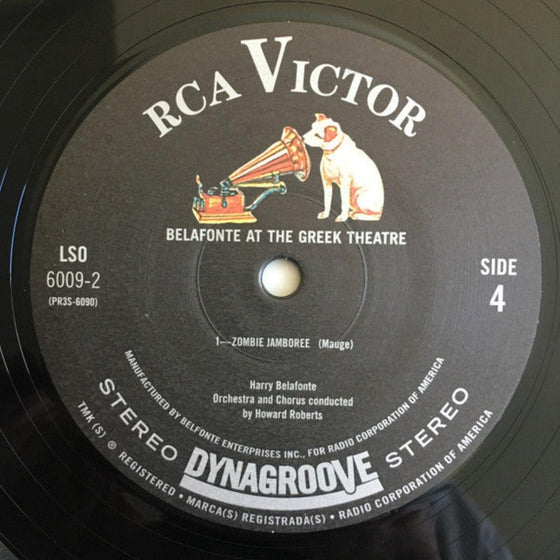 RCA VICTOR
BELAFONTE AT THE GREEK THEATRE
LSO
6009-2
(PR3S-6090)
SIDE
4
1—ZOMBIE JAMBOREE (Mauge)
Harry Belafonte
Orchestra and Chorus conducted
by Howard Roberts
MANUFACTURED BY BELFONTE ENTERPRISES INC., FOR RADIO CORPORATION OF AMERICA
STEREO
DYNAGROOVE
STEREO
TMK(S) ® REGISTERED • MARCA(S) REGISTRADA(S) • RADIO CORPORATION OF AMERICA